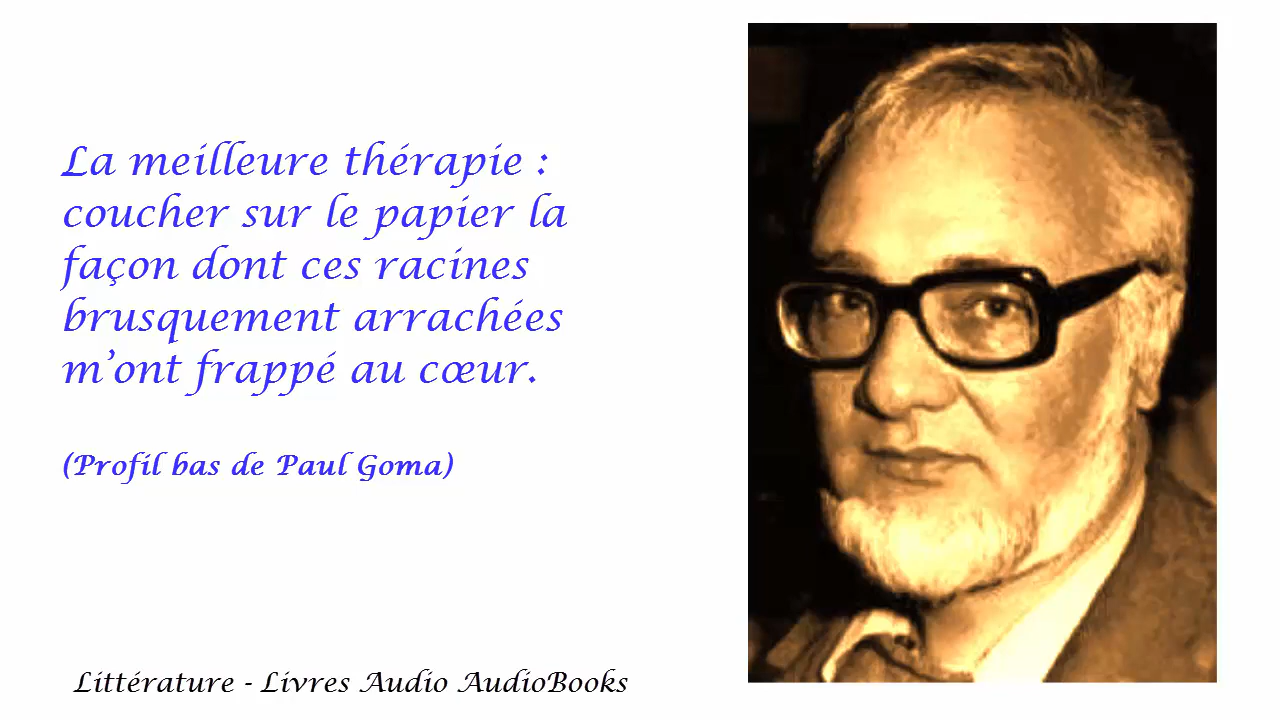 La meilleure thérapie :
coucher sur le papier la
façon dont ces racines
brusquement arrachées
m'ont frappé au cœur.
(Profil bas de Paul Goma)
Littérature - Livres Audio AudioBooks